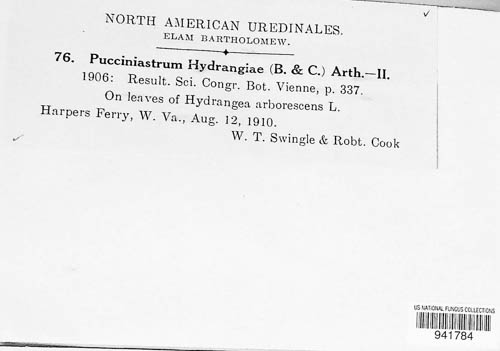 NORTH AMERICAN UREDINALES.
ELAM BARTHOLOMEW.
76. Pucciniastrum Hydrangiae (B. & C.) Arth.—II.
1906: Result. Sci. Congr. Bot. Vienne, p. 337.
On leaves of Hydrangea arborescens L.
Harpers Ferry, W. Va., Aug. 12, 1910.
W. T. Swingle & Robt. Cook
US NATIONAL FUNGUS COLLECTIONS
941784